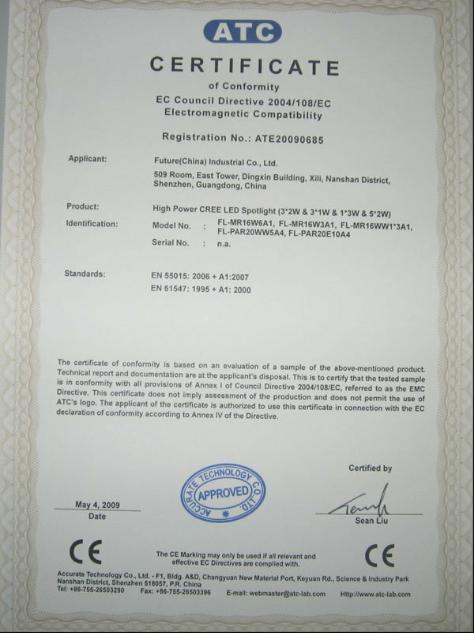 ATC
CERTIFICATE
of Conformity
EC Council Directive 2004/108/EC
Electromagnetic Compatibility
Registration No.: ATE20090685
Applicant: Future(China) Industrial Co., Ltd.
509 Room, East Tower, Dingxin Building, Xili, Nanshan District,
Shenzhen, Guangdong, China
Product: High Power CREE LED Spotlight (3*2W & 3*1W & 1*3W & 5*2W)
Identification: Model No. : FL-MR16W6A1, FL-MR16W3A1, FL-MR16WW1*3A1,
FL-PAR20WW5A4, FL-PAR20E10A4
Serial No. : n.a.
Standards: EN 55015: 2006 + A1:2007
EN 61547: 1995 + A1: 2000
The certificate of conformity is based on an evaluation of a sample of the above-mentioned product.
Technical report and documentation are at the applicant's disposal. This is to certify that the tested sample
is in conformity with all provisions of Annex I of Council Directive 2004/108/EC, referred to as the EMC
Directive. This certificate does not imply assessment of the production and does not permit the use of
ATC's logo. The applicant of the certificate is authorized to use this certificate in connection with the EC
declaration of conformity according to Annex IV of the Directive.
Certified by
ACCURATE TECHNOLOGY CO. LTD.
APPROVED
May 4, 2009
Date
Sean Liu
CE
The CE Marking may only be used if all relevant and
effective EC Directives are complied with.
CE
Accurate Technology Co., Ltd. - F1, Bldg. A&D, Changyuan New Material Port, Keyuan Rd., Science & Industry Park
Nanshan District, Shenzhen 518057, P.R. China
Tel: +86-755-26503290 Fax: +86-755-26503396 E-mail: webmaster@atc-lab.com Http://www.atc-lab.com